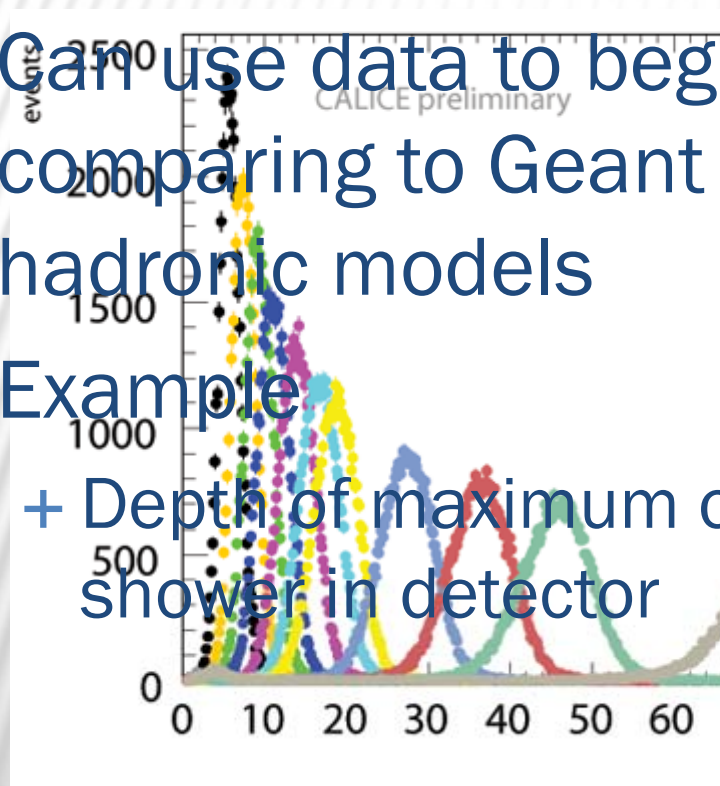 Can use data to beg
comparing to Geant
hadronic models
Example
+ Depth of maximum o
shower in detector
CALICE preliminary
events
2500
2000
1500
1000
500
0
0 10 20 30 40 50 60